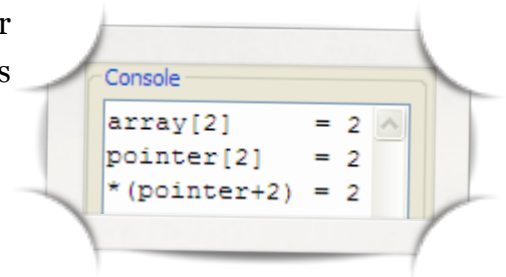 r
s
Console
array[2]      = 2
pointer[2]    = 2
*(pointer+2) = 2